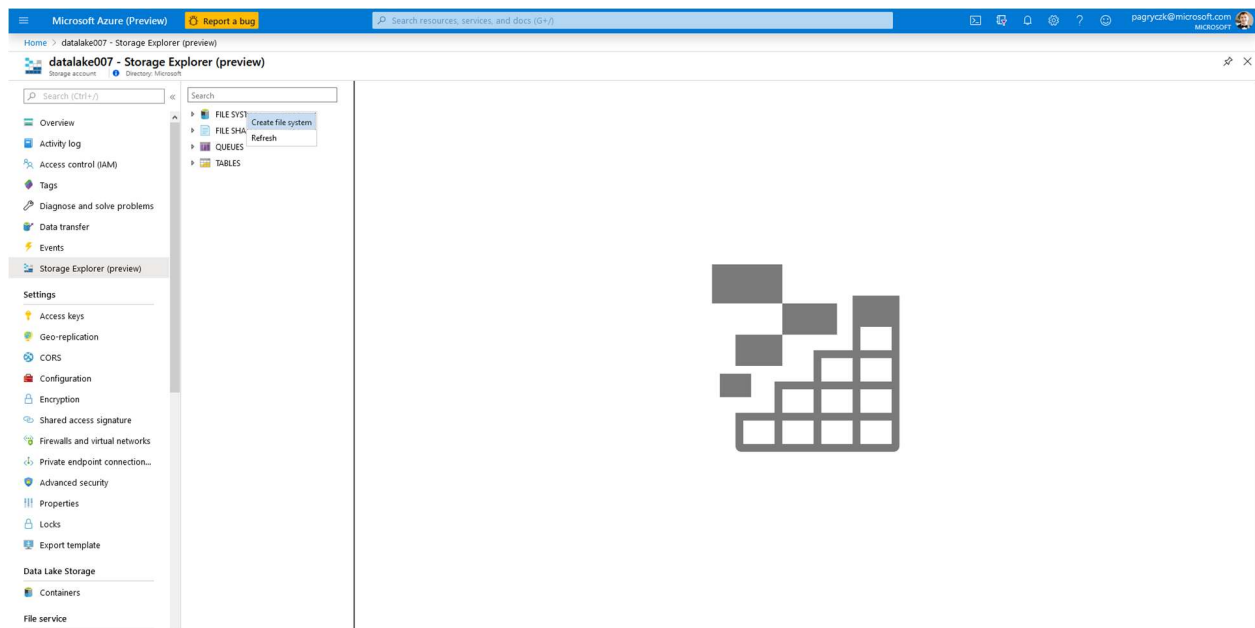 Microsoft Azure (Preview)
Report a bug
Search resources, services, and docs (G+/)
pagryczk@microsoft.com
MICROSOFT
Home > datalake007 - Storage Explorer (preview)
datalake007 - Storage Explorer (preview)
Storage account
Directory: Microsoft
Search (Ctrl+/)
Overview
Activity log
Access control (IAM)
Tags
Diagnose and solve problems
Data transfer
Events
Storage Explorer (preview)
Settings
Access keys
Geo-replication
CORS
Configuration
Encryption
Shared access signature
Firewalls and virtual networks
Private endpoint connection...
Advanced security
Properties
Locks
Export template
Data Lake Storage
Containers
File service
Search
FILE SYST
FILE SHA
QUEUES
TABLES
Create file system
Refresh